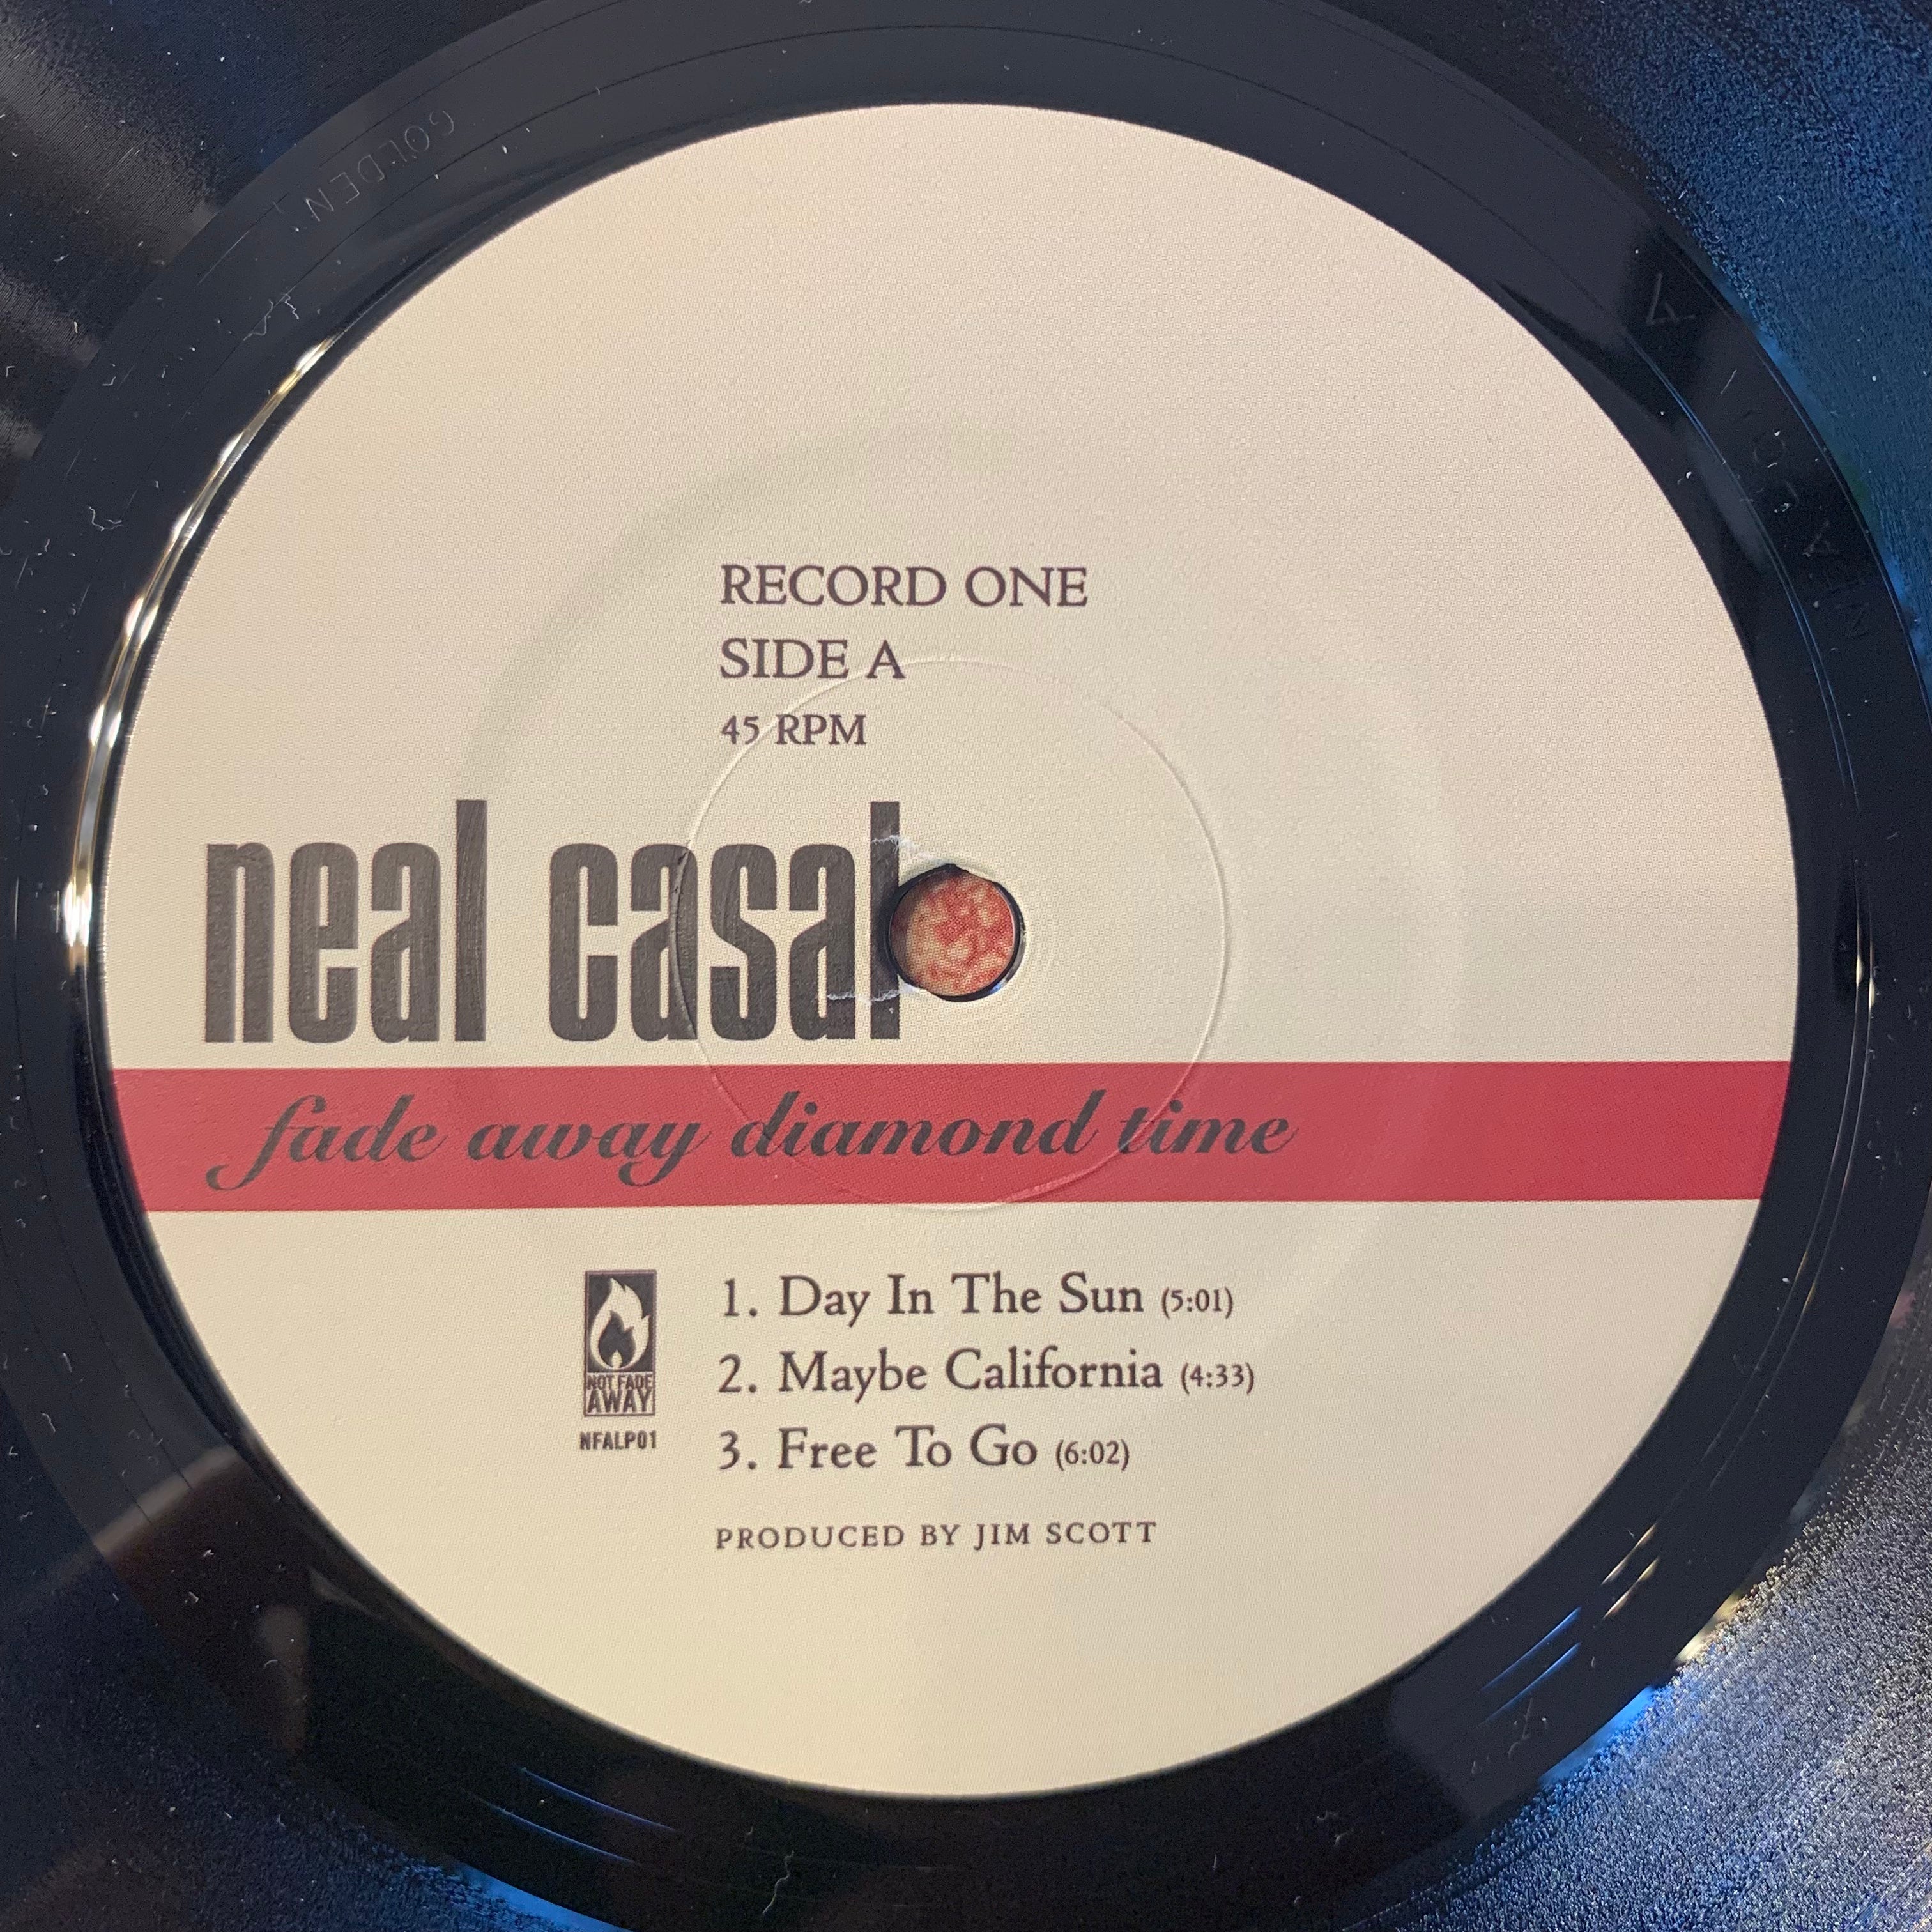 GOLDEN
RECORD ONE
SIDE A
45 RPM
neal casal
fade away diamond time
NOT FADE
AWAY
NFALP01
1. Day In The Sun (5:01)
2. Maybe California (4:33)
3. Free To Go (6:02)
PRODUCED BY JIM SCOTT